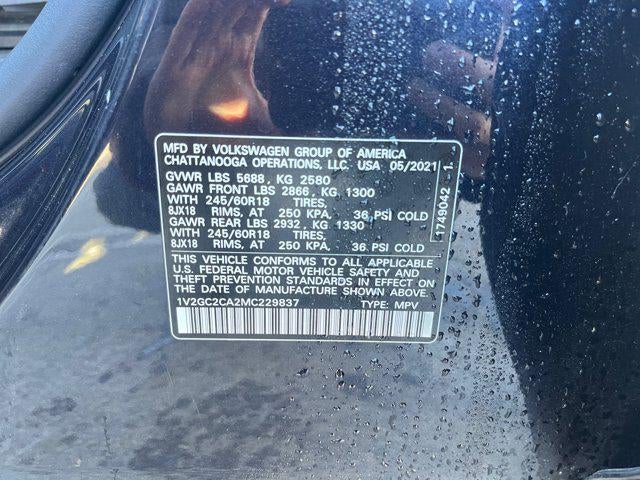 MFD BY VOLKSWAGEN GROUP OF AMERICA
CHATTANOOGA OPERATIONS, LLC. USA 05/2021
GVWR LBS 5688, KG 2580
GAWR FRONT LBS 2866, KG 1300
WITH 245/60R18 TIRES,
8JX18 RIMS, AT 250 KPA, 36 PSI COLD
GAWR REAR LBS 2932, KG 1330
WITH 245/60R18 TIRES,
8JX18 RIMS, AT 250 KPA, 36 PSI COLD
THIS VEHICLE CONFORMS TO ALL APPLICABLE
U.S. FEDERAL MOTOR VEHICLE SAFETY AND
THEFT PREVENTION STANDARDS IN EFFECT ON
THE DATE OF MANUFACTURE SHOWN ABOVE.
1V2GC2CA2MC229837 TYPE: MPV
1749042 1